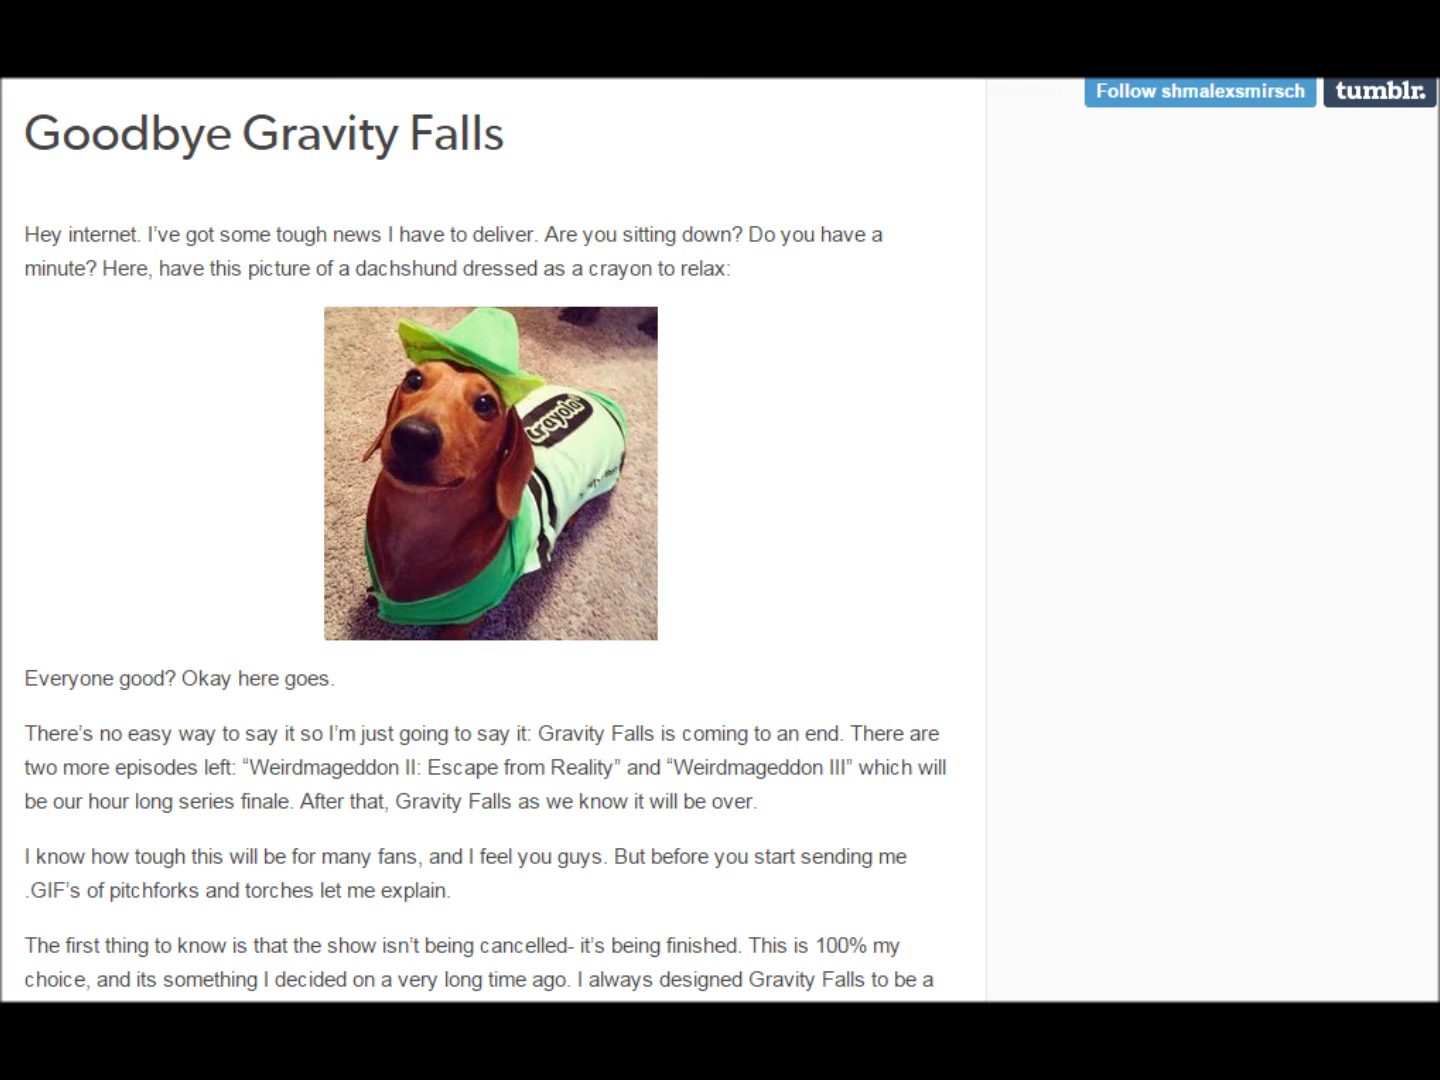 Follow shmalexsmirsch
tumblr.
Goodbye Gravity Falls
Hey internet. I’ve got some tough news I have to deliver. Are you sitting down? Do you have a
minute? Here, have this picture of a dachshund dressed as a crayon to relax:
Crayola
Everyone good? Okay here goes.
There’s no easy way to say it so I’m just going to say it: Gravity Falls is coming to an end. There are
two more episodes left: “Weirdmageddon II: Escape from Reality” and “Weirdmageddon III” which will
be our hour long series finale. After that, Gravity Falls as we know it will be over.
I know how tough this will be for many fans, and I feel you guys. But before you start sending me
.GIF’s of pitchforks and torches let me explain.
The first thing to know is that the show isn’t being cancelled- it’s being finished. This is 100% my
choice, and its something I decided on a very long time ago. I always designed Gravity Falls to be a